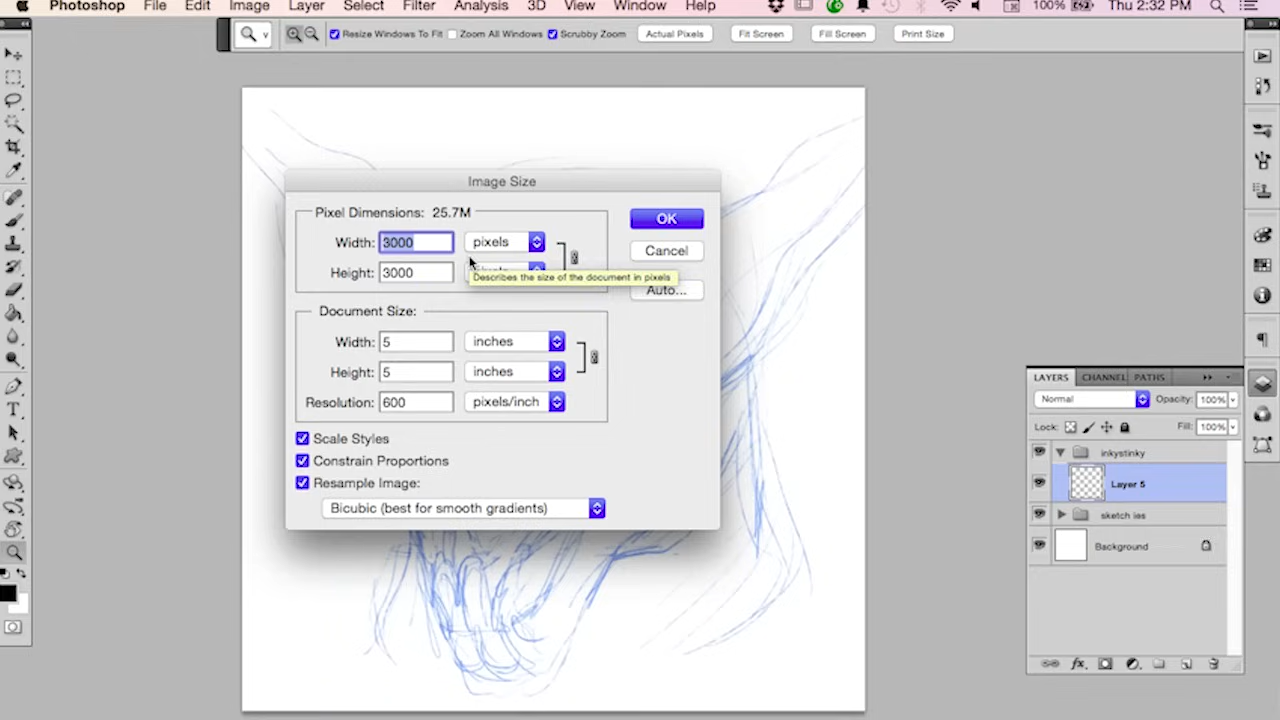 Photoshop File Edit Image Layer Select Filter Analysis 3D View Window Help 100% Thu 2:32 PM
Resize Windows To Fit Zoom All Windows Scrubby Zoom Actual Pixels Fit Screen Fill Screen Print Size
Image Size
Pixel Dimensions: 25.7M
Width: 3000 pixels
Height: 3000
Describes the size of the document in pixels
OK
Cancel
Auto...
Document Size:
Width: 5 inches
Height: 5 inches
Resolution: 600 pixels/inch
Scale Styles
Constrain Proportions
Resample Image:
Bicubic (best for smooth gradients)
LAYERS CHANNEL PATHS
Normal Opacity: 100%
Lock: Fill: 100%
inkystinky
Layer 5
sketch ies
Background